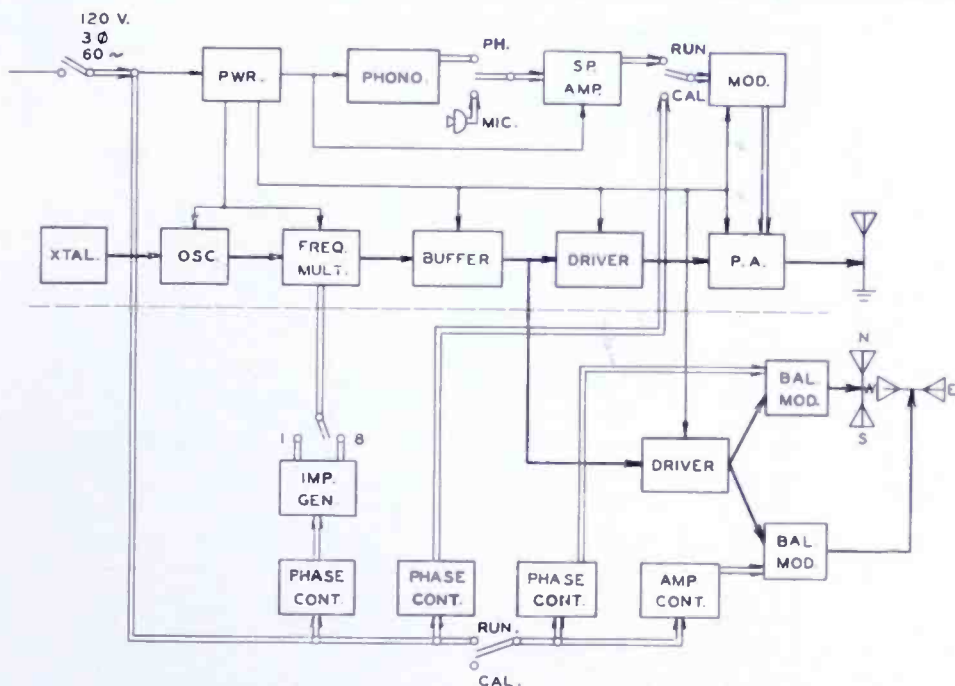 120 V.
3 Ø
60 ~
PWR.
PHONO.
PH.
MIC.
SP.
AMP.
RUN
CAL.
MOD.
XTAL.
OSC.
FREQ.
MULT.
BUFFER
DRIVER
P.A.
N
W
E
S
BAL.
MOD.
DRIVER
1
8
IMP.
GEN.
BAL.
MOD.
PHASE
CONT.
PHASE
CONT.
PHASE
CONT.
AMP
CONT.
RUN.
CAL.